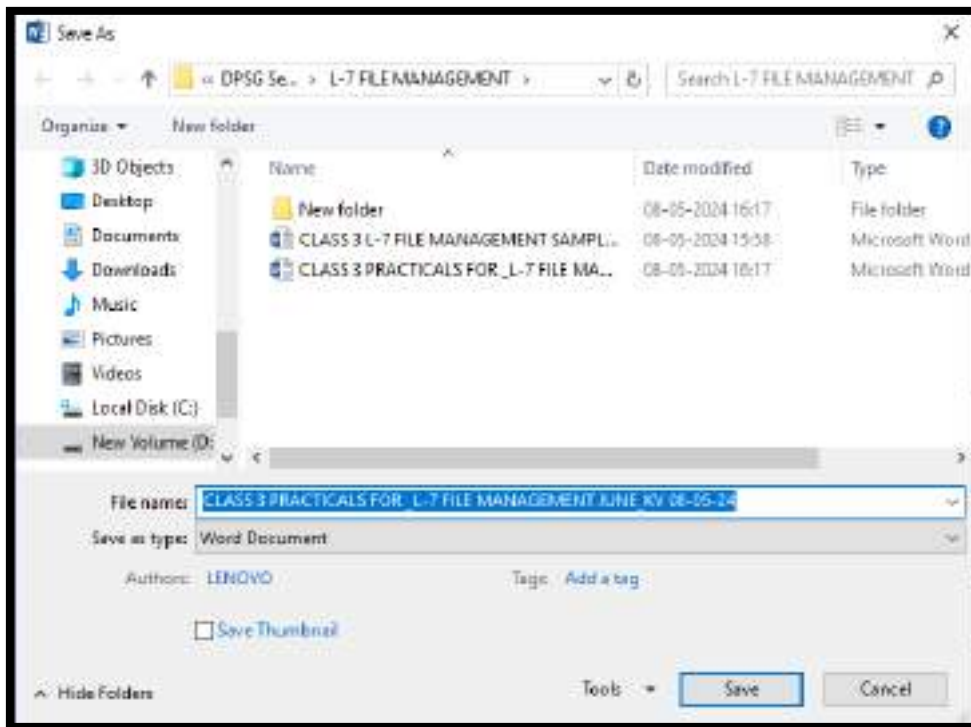 Save As
« DPSG Se... > L-7 FILE MANAGEMENT >
Search L-7 FILE MANAGEMENT
Organize
New folder
3D Objects
Desktop
Documents
Downloads
Music
Pictures
Videos
Local Disk (C:)
New Volume (D:
Name Date modified Type
New folder 08-05-2024 16:17 File folder
CLASS 3 L-7 FILE MANAGEMENT SAMPL... 08-05-2024 15:58 Microsoft Word
CLASS 3 PRACTICALS FOR _L-7 FILE MA... 08-05-2024 16:17 Microsoft Word
File name: CLASS 3 PRACTICALS FOR _L-7 FILE MANAGEMENT JUNE_KV 08-05-24
Save as type: Word Document
Authors: LENOVO Tags: Add a tag
Save Thumbnail
Hide Folders
Tools Save Cancel